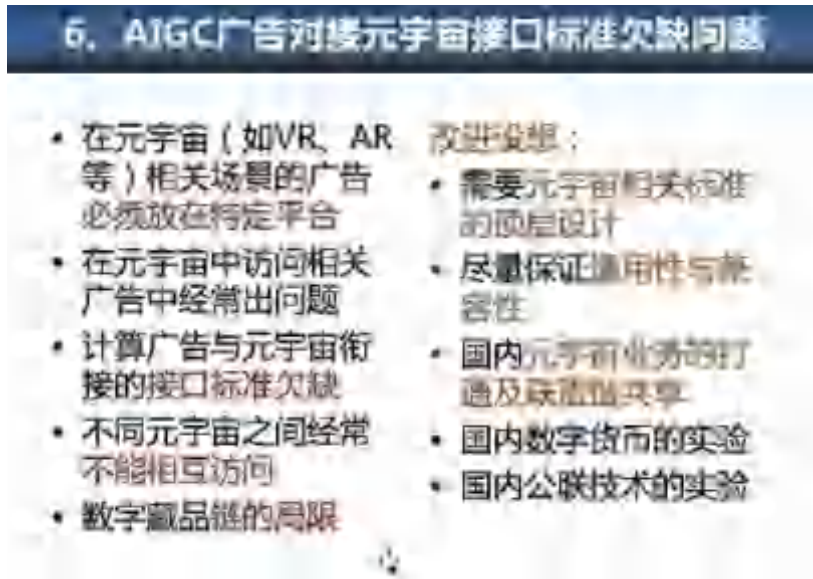 6、AIGC广告对接元宇宙接口标准欠缺问题
• 在元宇宙(如VR、AR
等)相关场景的广告
必须放在特定平台
• 在元宇宙中访问相关
广告中经常出问题
• 计算广告与元宇宙衔
接的接口标准欠缺
• 不同元宇宙之间经常
不能相互访问
• 数字藏品链的局限
改进设想:
• 需要元宇宙相关标准
的顶层设计
• 尽量保证通用性与兼
容性
• 国内元宇宙业务的打
通及联盟链共享
• 国内数字货币的实验
• 国内公联技术的实验